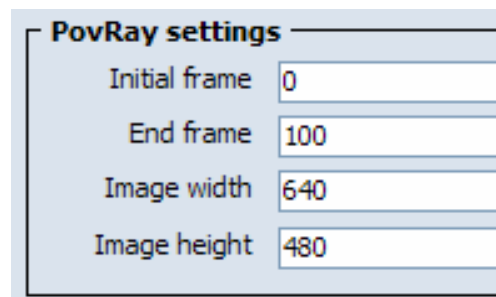 PovRay settings
Initial frame 0
End frame 100
Image width 640
Image height 480